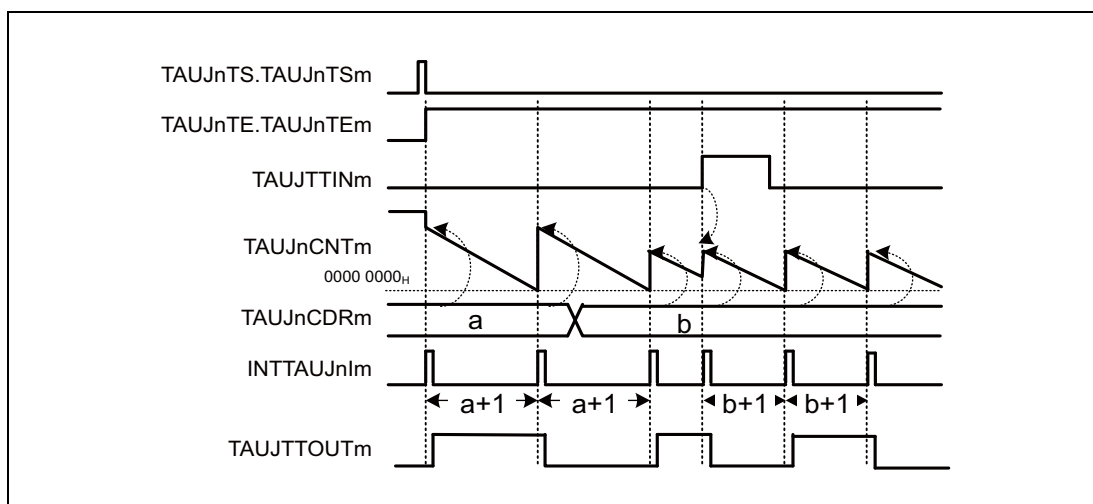 TAUJnTS.TAUJnTSm
TAUJnTE.TAUJnTEm
TAUJTTINm
TAUJnCNTm
0000 0000H
TAUJnCDRm
a
b
INTTAUJnIm
a+1
a+1
b+1
b+1
TAUJTTOUTm